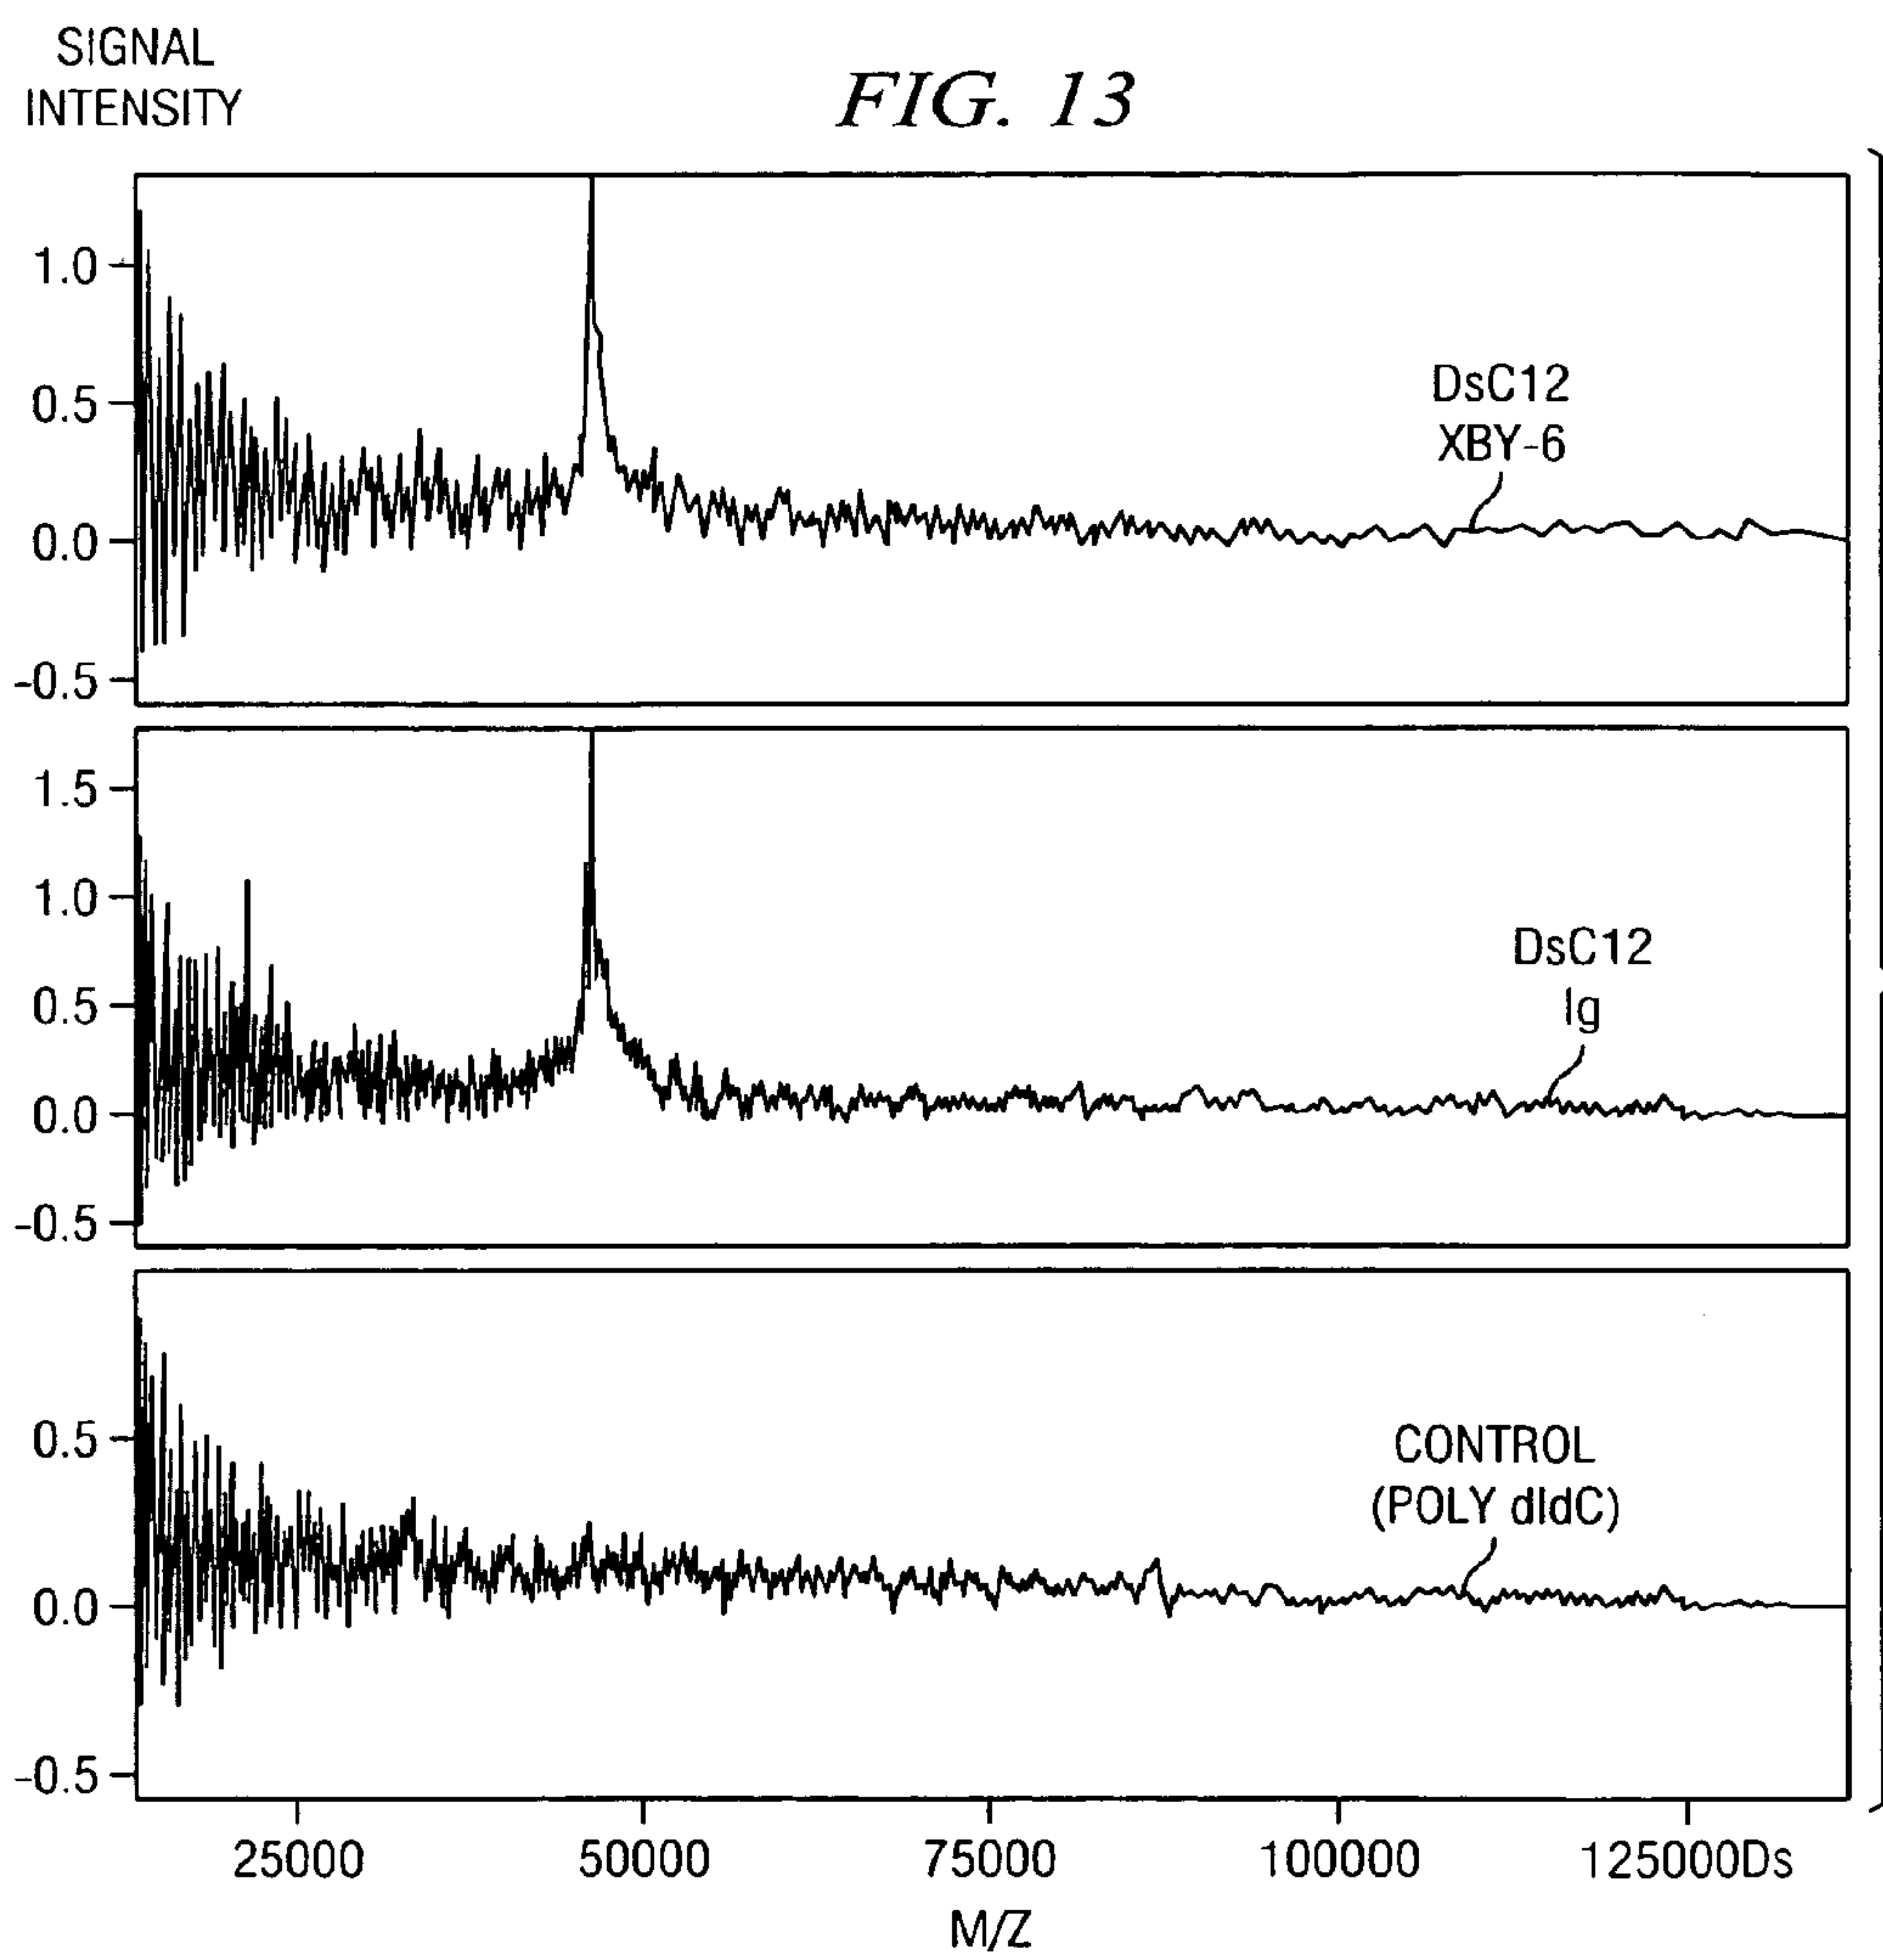 SIGNAL
INTENSITY
FIG. 13
1.0
0.5
0.0
-0.5
DsC12
XBY-6
1.5
1.0
0.5
0.0
-0.5
DsC12
Ig
0.5
0.0
-0.5
CONTROL
(POLY dIdC)
25000 50000 75000 100000 125000Ds
M/Z